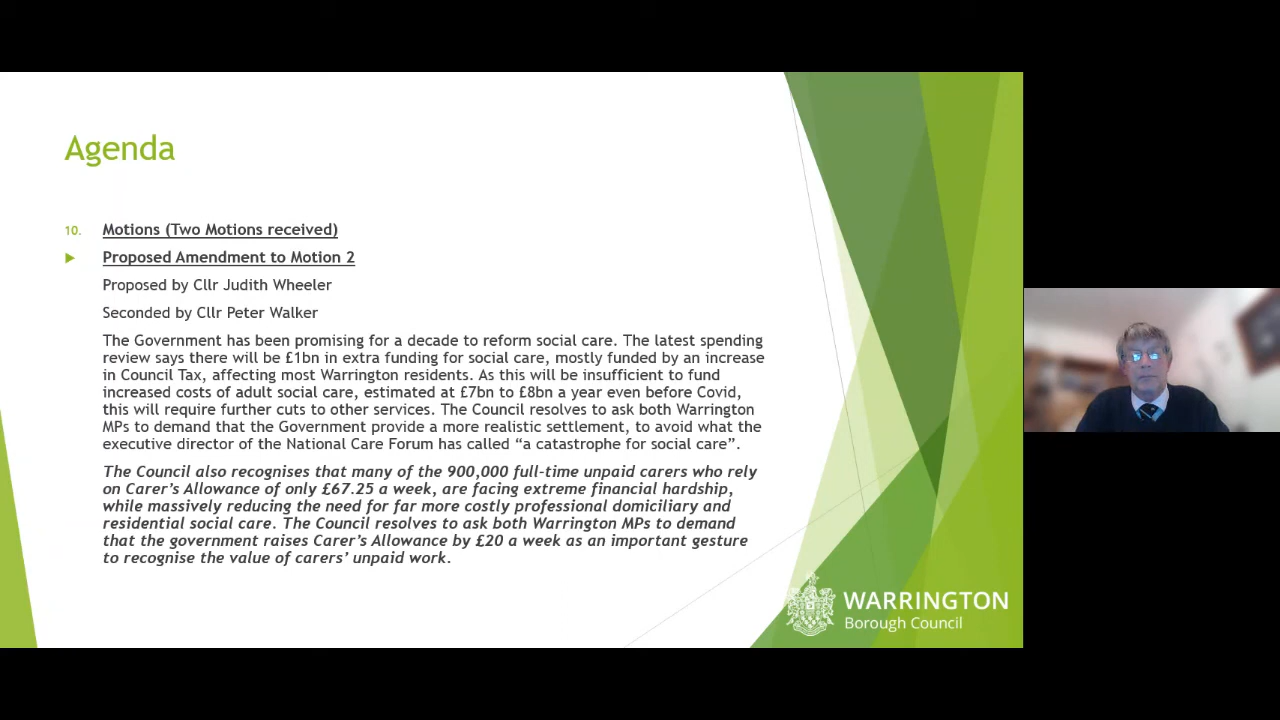 Agenda
10. Motions (Two Motions received)
Proposed Amendment to Motion 2
Proposed by Cllr Judith Wheeler
Seconded by Cllr Peter Walker
The Government has been promising for a decade to reform social care. The latest spending
review says there will be £1bn in extra funding for social care, mostly funded by an increase
in Council Tax, affecting most Warrington residents. As this will be insufficient to fund
increased costs of adult social care, estimated at £7bn to £8bn a year even before Covid,
this will require further cuts to other services. The Council resolves to ask both Warrington
MPs to demand that the Government provide a more realistic settlement, to avoid what the
executive director of the National Care Forum has called “a catastrophe for social care”.
The Council also recognises that many of the 900,000 full-time unpaid carers who rely
on Carer’s Allowance of only £67.25 a week, are facing extreme financial hardship,
while massively reducing the need for far more costly professional domiciliary and
residential social care. The Council resolves to ask both Warrington MPs to demand
that the government raises Carer’s Allowance by £20 a week as an important gesture
to recognise the value of carers’ unpaid work.
WARRINGTON
Borough Council